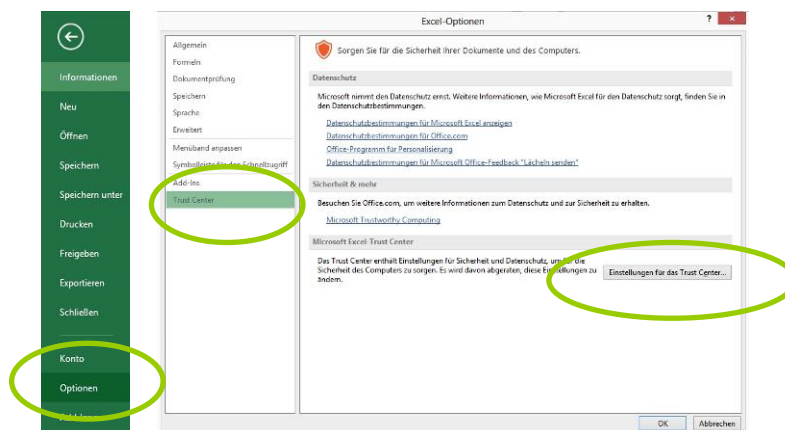 Excel-Optionen
?
×
Informationen
Neu
Öffnen
Speichern
Speichern unter
Drucken
Freigeben
Exportieren
Schließen
Konto
Optionen
Allgemein
Formeln
Dokumentprüfung
Speichern
Sprache
Erweitert
Menüband anpassen
Symbolleiste für den Schnellzugriff
Add-Ins
Trust Center
Sorgen Sie für die Sicherheit Ihrer Dokumente und des Computers.
Datenschutz
Microsoft nimmt den Datenschutz ernst. Weitere Informationen, wie Microsoft Excel für den Datenschutz sorgt, finden Sie in
den Datenschutzbestimmungen.
Datenschutzbestimmungen für Microsoft Excel anzeigen
Datenschutzbestimmungen für Office.com
Office-Programm für Personalisierung
Datenschutzbestimmungen für Microsoft Office-Feedback "Lächeln senden"
Sicherheit & mehr
Besuchen Sie Office.com, um weitere Informationen zum Datenschutz und zur Sicherheit zu erhalten.
Microsoft Trustworthy Computing
Microsoft Excel-Trust Center
Das Trust Center enthält Einstellungen für Sicherheit und Datenschutz, um für die
Sicherheit des Computers zu sorgen. Es wird davon abgeraten, diese Einstellungen zu
ändern.
Einstellungen für das Trust Center...
OK
Abbrechen